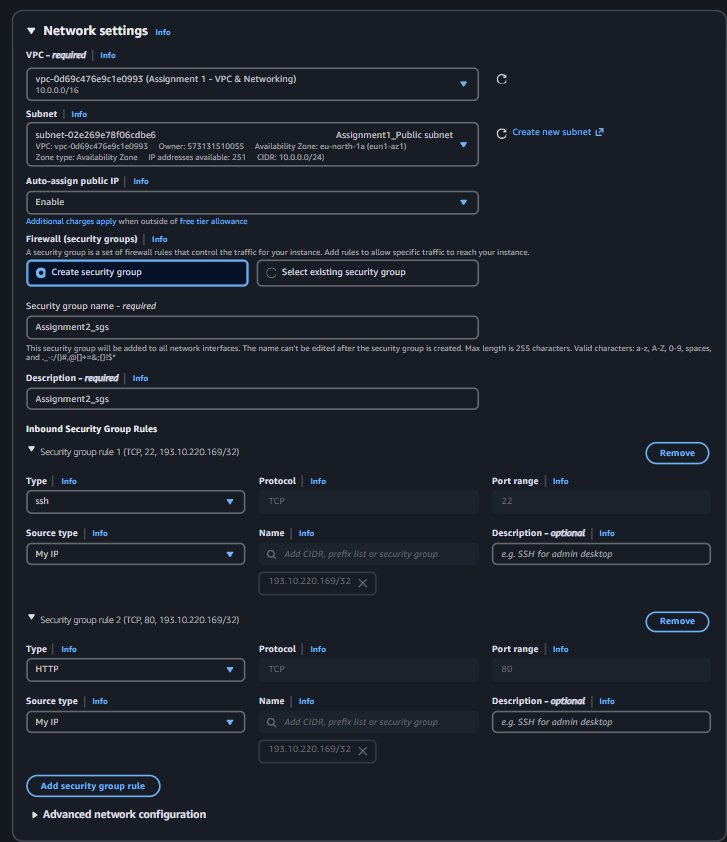 Network settings Info
VPC – required Info
vpc-0d69c476e9c1e0993 (Assignment 1 - VPC & Networking)
10.0.0.0/16
Subnet Info
subnet-02e269e78f06cdbe6 Assignment1_Public subnet
VPC: vpc-0d69c476e9c1e0993 Owner: 573131510055 Availability Zone: eu-north-1a (eun1-az1)
Zone type: Availability Zone IP addresses available: 251 CIDR: 10.0.0.0/24)
Create new subnet
Auto-assign public IP Info
Enable
Additional charges apply when outside of free tier allowance
Firewall (security groups) Info
A security group is a set of firewall rules that control the traffic for your instance. Add rules to allow specific traffic to reach your instance.
Create security group Select existing security group
Security group name - required
Assignment2_sgs
This security group will be added to all network interfaces. The name can't be edited after the security group is created. Max length is 255 characters. Valid characters: a-z, A-Z, 0-9, spaces,
and ._-:/()#,@[]+=&;{}!$*
Description – required Info
Assignment2_sgs
Inbound Security Group Rules
Security group rule 1 (TCP, 22, 193.10.220.169/32) Remove
Type Info Protocol Info Port range Info
ssh TCP 22
Source type Info Name Info Description – optional Info
My IP Add CIDR, prefix list or security group e.g. SSH for admin desktop
193.10.220.169/32
Security group rule 2 (TCP, 80, 193.10.220.169/32) Remove
Type Info Protocol Info Port range Info
HTTP TCP 80
Source type Info Name Info Description – optional Info
My IP Add CIDR, prefix list or security group e.g. SSH for admin desktop
193.10.220.169/32
Add security group rule
Advanced network configuration